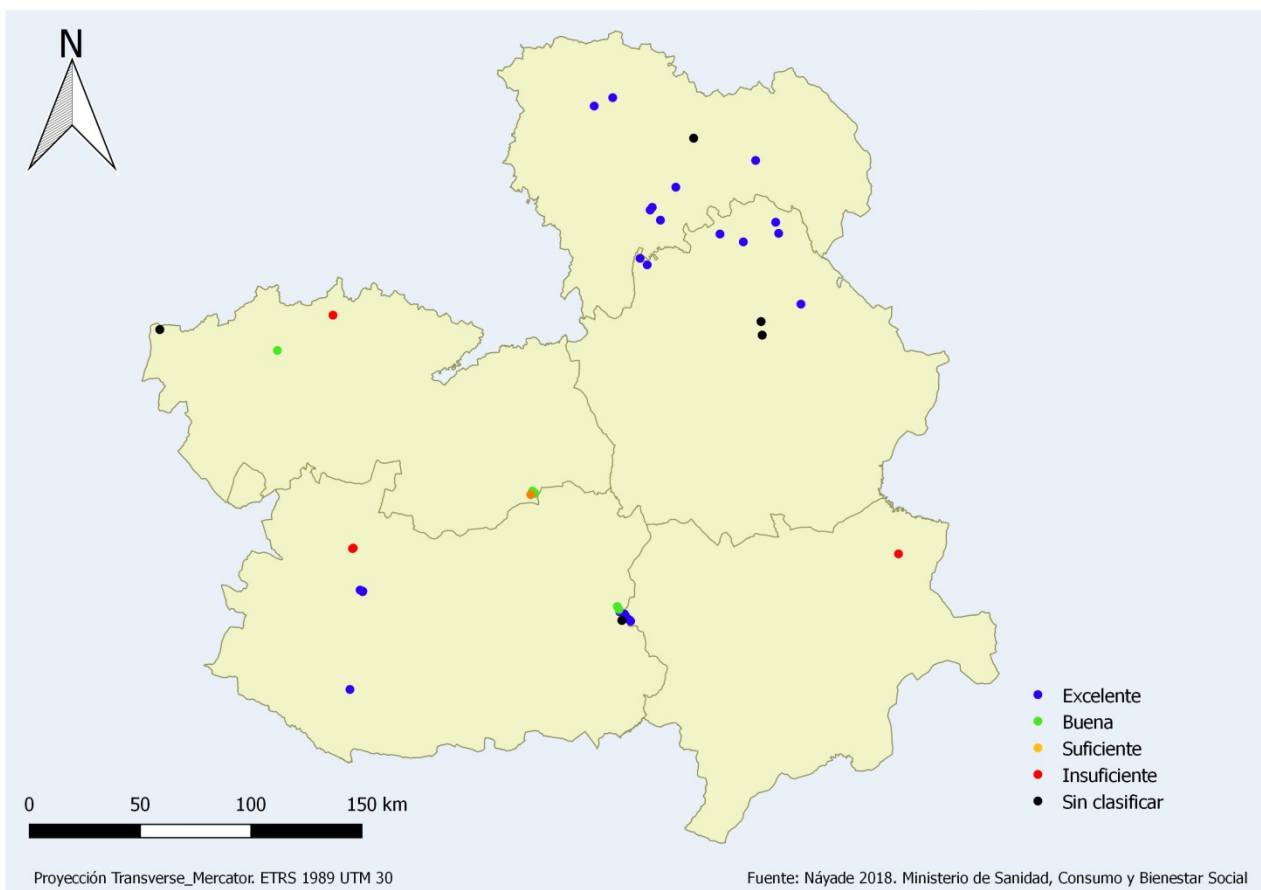 N
Excelente
Buena
Suficiente
Insuficiente
Sin clasificar
0 50 100 150 km
Proyección Transverse_Mercator. ETRS 1989 UTM 30
Fuente: Náyade 2018. Ministerio de Sanidad, Consumo y Bienestar Social